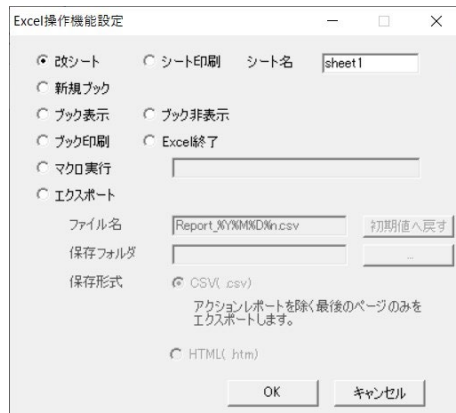 Excel操作機能設定
改シート シート印刷 シート名 sheet1
新規ブック
ブック表示 ブック非表示
ブック印刷 Excel終了
マクロ実行
エクスポート
ファイル名 Report_%Y%M%D%n.csv 初期値へ戻す
保存フォルダ ...
保存形式 CSV( .csv)
アクションレポートを除く最後のページのみを
エクスポートします。
HTML( .htm)
OK キャンセル